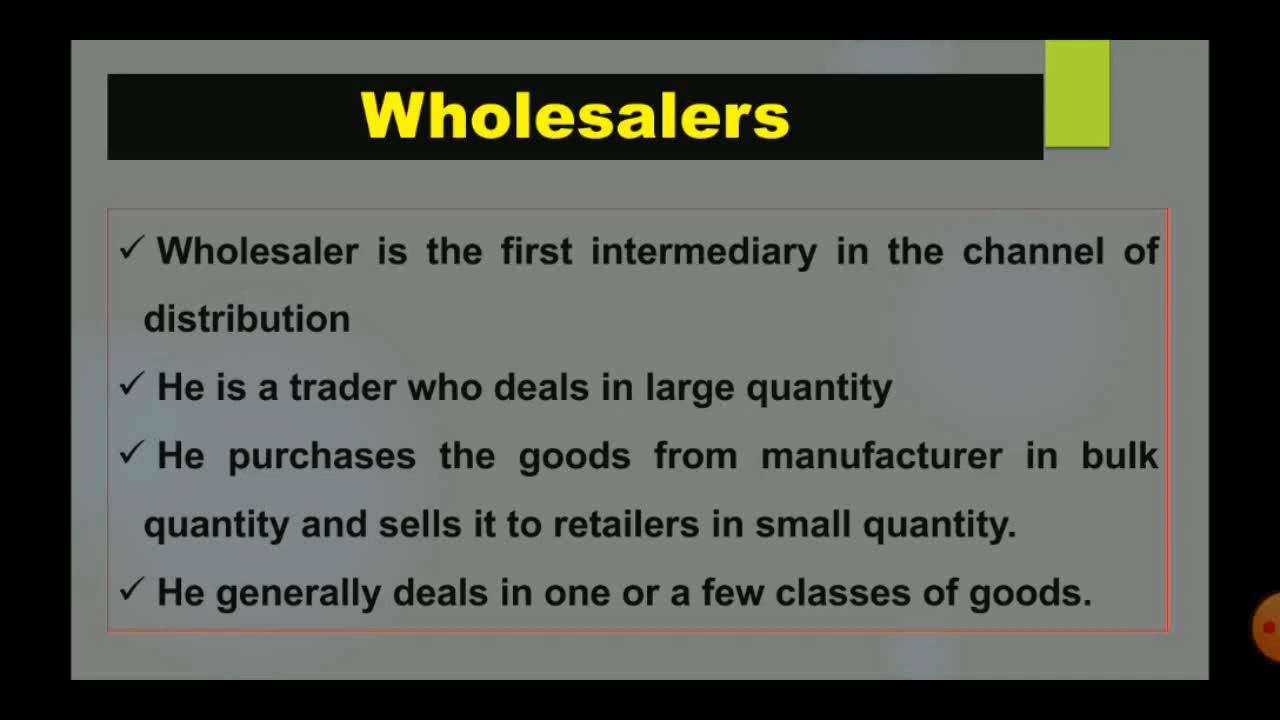 Wholesalers
✓ Wholesaler is the first intermediary in the channel of
distribution
✓ He is a trader who deals in large quantity
✓ He purchases the goods from manufacturer in bulk
quantity and sells it to retailers in small quantity.
✓ He generally deals in one or a few classes of goods.